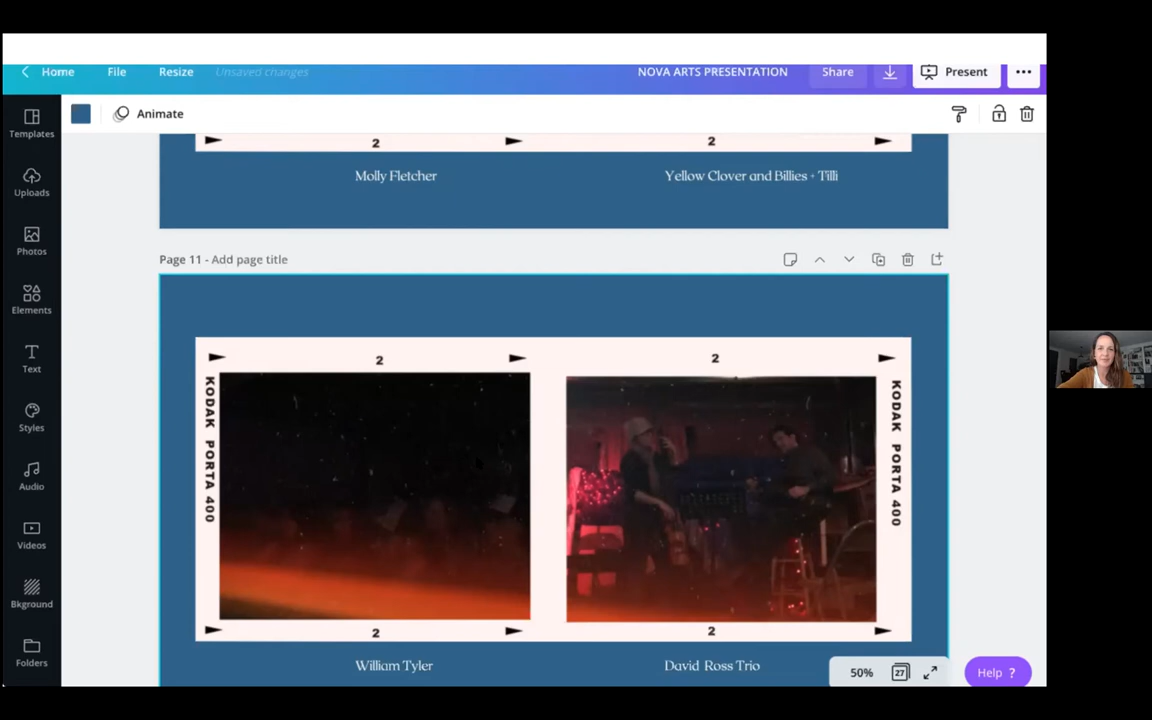 Home File Resize Unsaved changes NOVA ARTS PRESENTATION Share Present
Animate
Templates
Uploads
Photos
Elements
Text
Styles
Audio
Videos
Bkground
Folders
2 2
Molly Fletcher Yellow Clover and Billies + Tilli
Page 11 - Add page title
2 2
KODAK PORTA 400
KODAK PORTA 400
2 2
William Tyler David Ross Trio
50% 27 Help ?